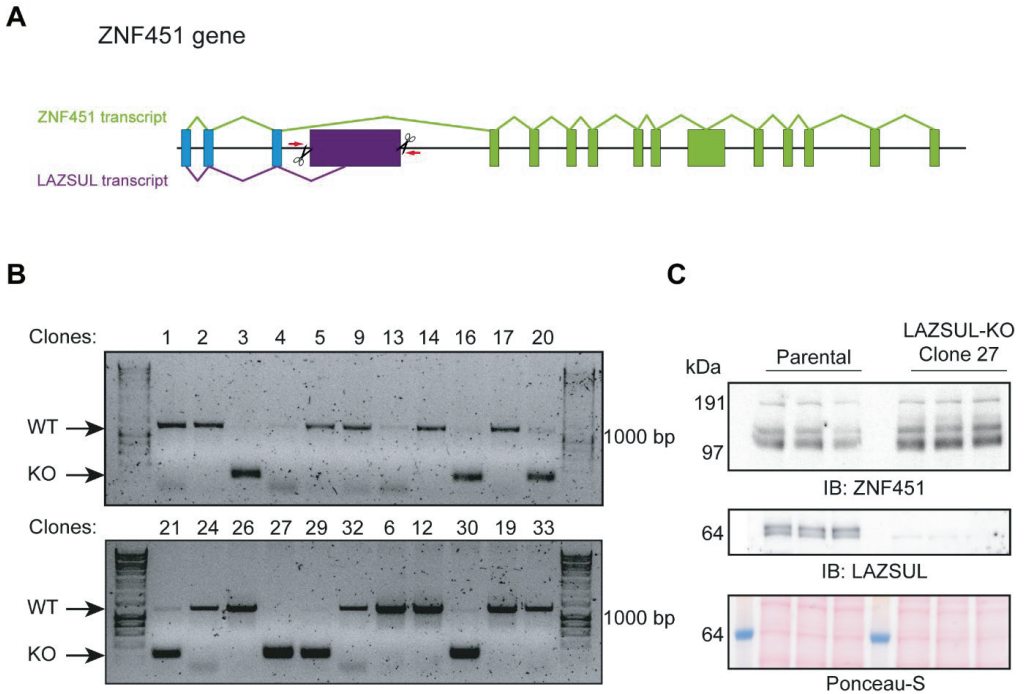 A
ZNF451 gene
ZNF451 transcript
LAZSUL transcript
B
Clones: 1 2 3 4 5 9 13 14 16 17 20
WT
1000 bp
KO
Clones: 21 24 26 27 29 32 6 12 30 19 33
WT
1000 bp
KO
C
LAZSUL-KO
Parental Clone 27
kDa
191
97
IB: ZNF451
64
IB: LAZSUL
64
Ponceau-S